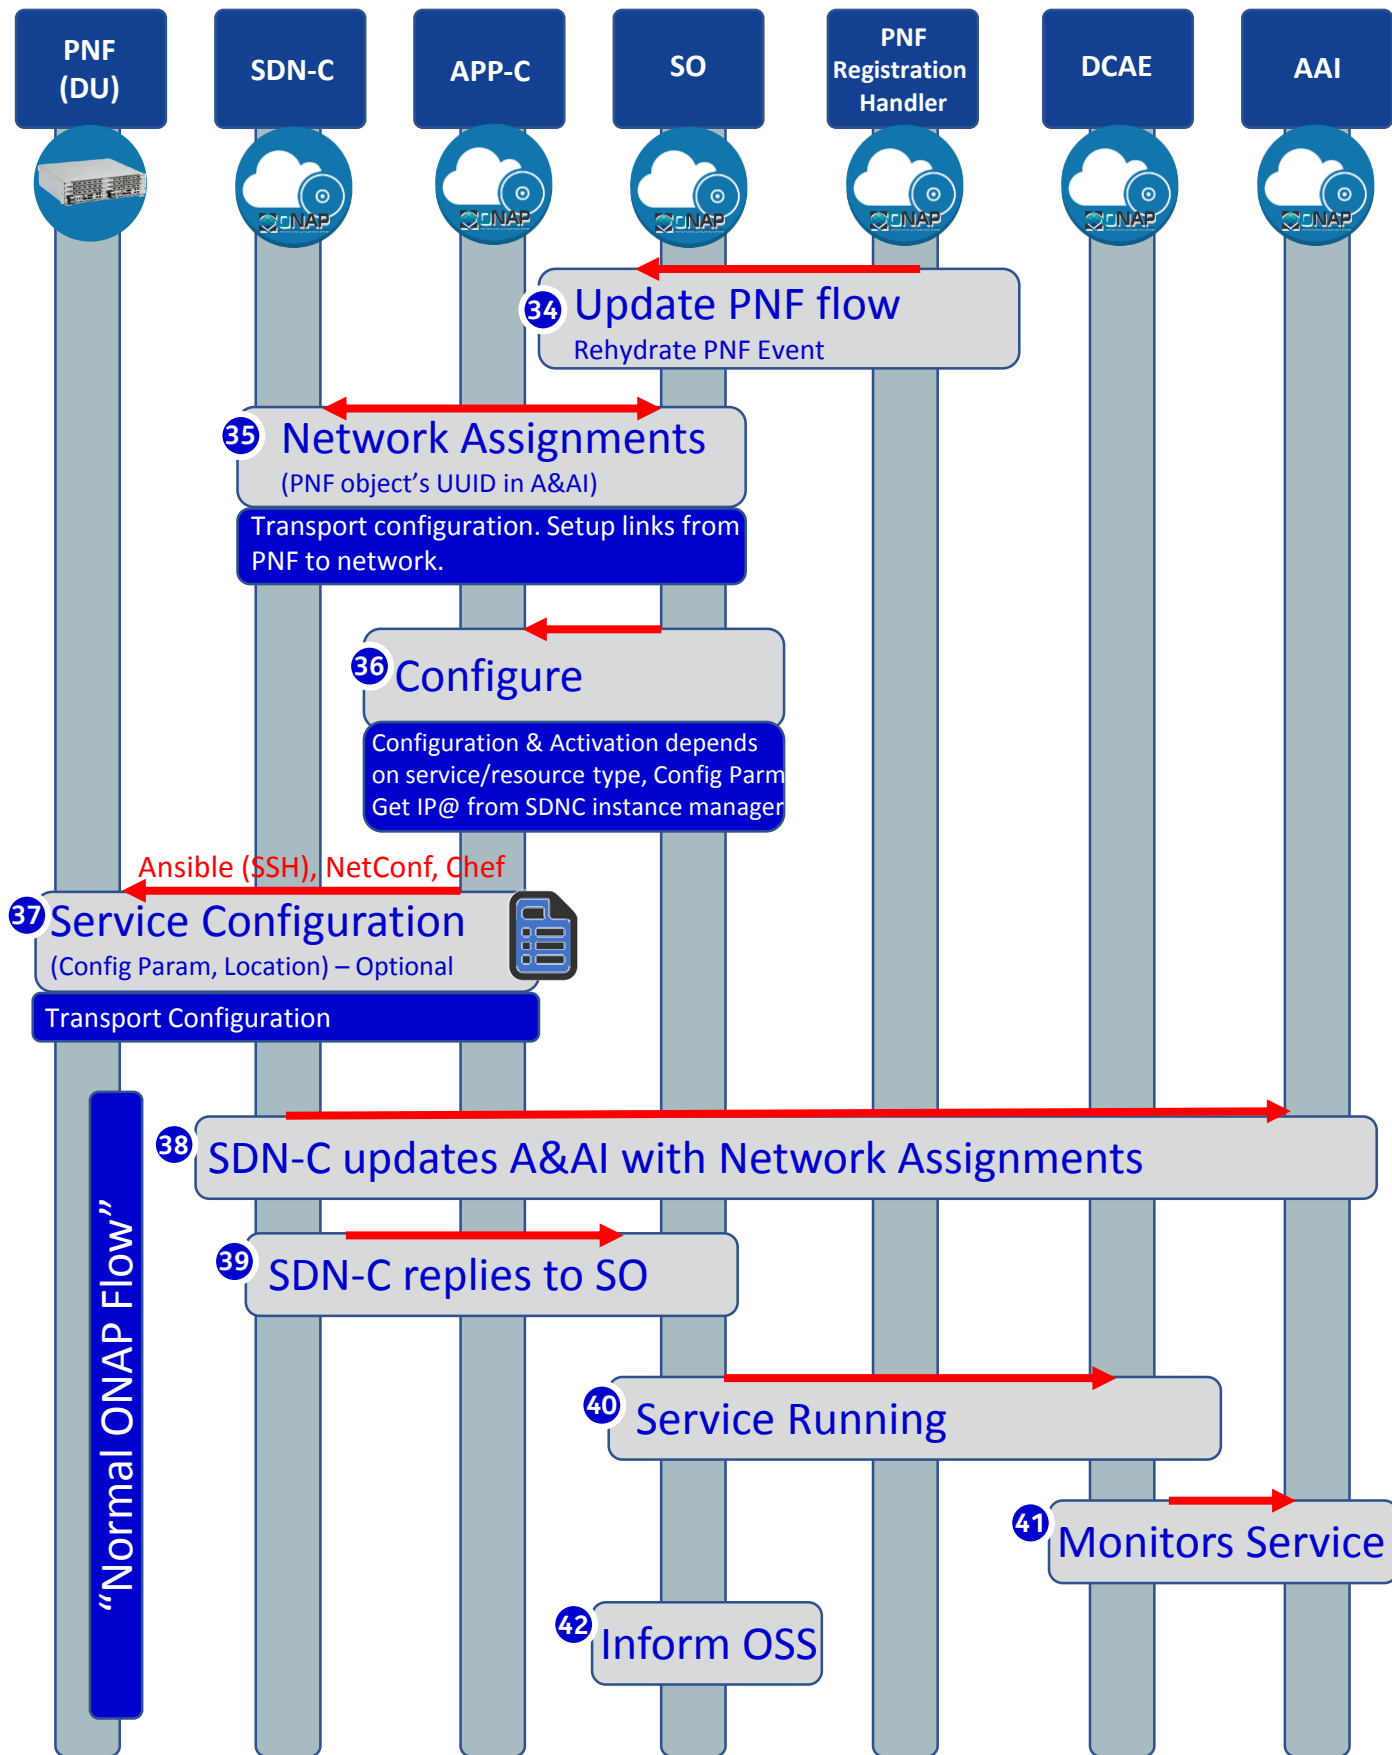 PNF
(DU)
SDN-C
APP-C
SO
PNF
Registration
Handler
DCAE
AAI
ONAP
ONAP
ONAP
ONAP
ONAP
ONAP
34
Update PNF flow
Rehydrate PNF Event
35
Network Assignments
(PNF object’s UUID in A&AI)
Transport configuration. Setup links from
PNF to network.
36
Configure
Configuration & Activation depends
on service/resource type, Config Parm
Get IP@ from SDNC instance manager
Ansible (SSH), NetConf, Chef
37
Service Configuration
(Config Param, Location) – Optional
Transport Configuration
“Normal ONAP Flow”
38
SDN-C updates A&AI with Network Assignments
39
SDN-C replies to SO
40
Service Running
41
Monitors Service
42
Inform OSS